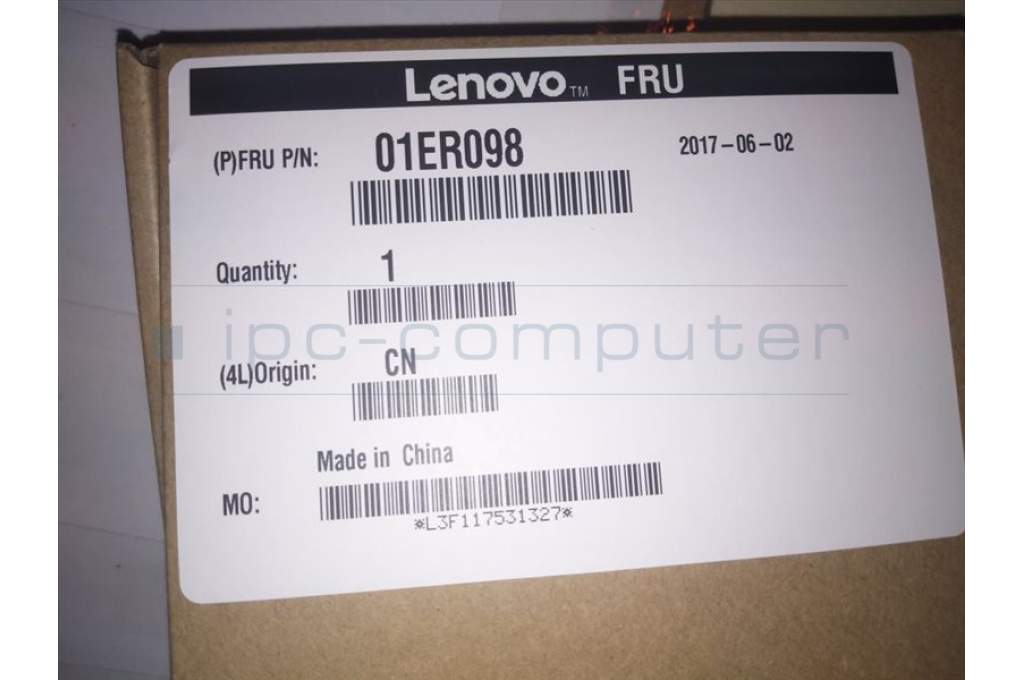 Lenovo™ FRU
(P)FRU P/N: 01ER098 2017-06-02
Quantity: 1
ipc-computer
(4L)Origin: CN
Made in China
MO:
*L3F117531327*